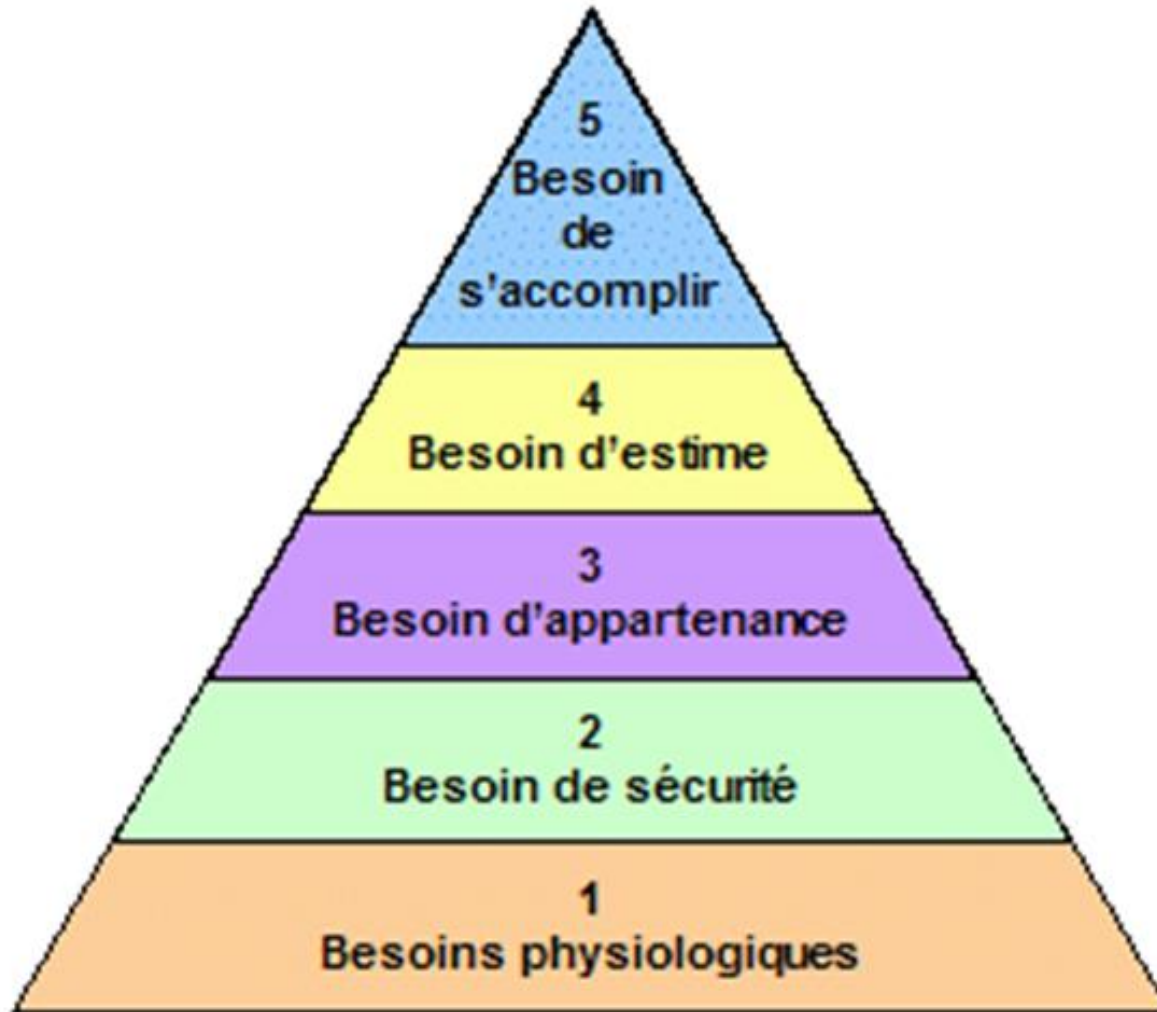 5
Besoin
de
s'accomplir
4
Besoin d'estime
3
Besoin d'appartenance
2
Besoin de sécurité
1
Besoins physiologiques